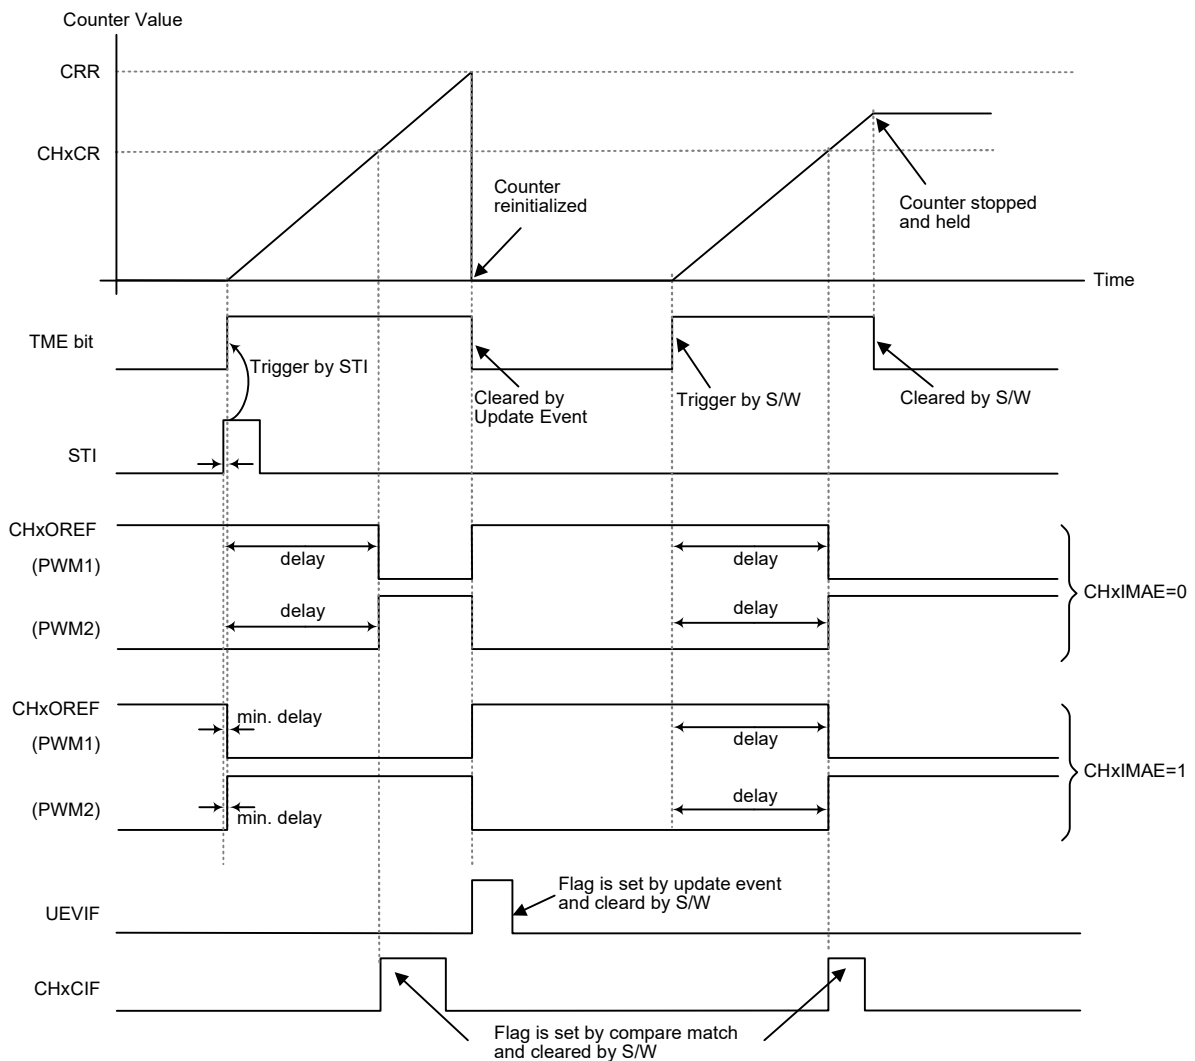 Counter Value
CRR
CHxCR
Counter
reinitialized
Counter stopped
and held
Time
TME bit
Trigger by STI
Cleared by
Update Event
Trigger by S/W
Cleared by S/W
STI
CHxOREF
(PWM1)
delay
delay
CHxIMAE=0
(PWM2)
delay
delay
CHxOREF
(PWM1)
min. delay
delay
CHxIMAE=1
(PWM2)
min. delay
delay
UEVIF
Flag is set by update event
and cleard by S/W
CHxCIF
Flag is set by compare match
and cleared by S/W